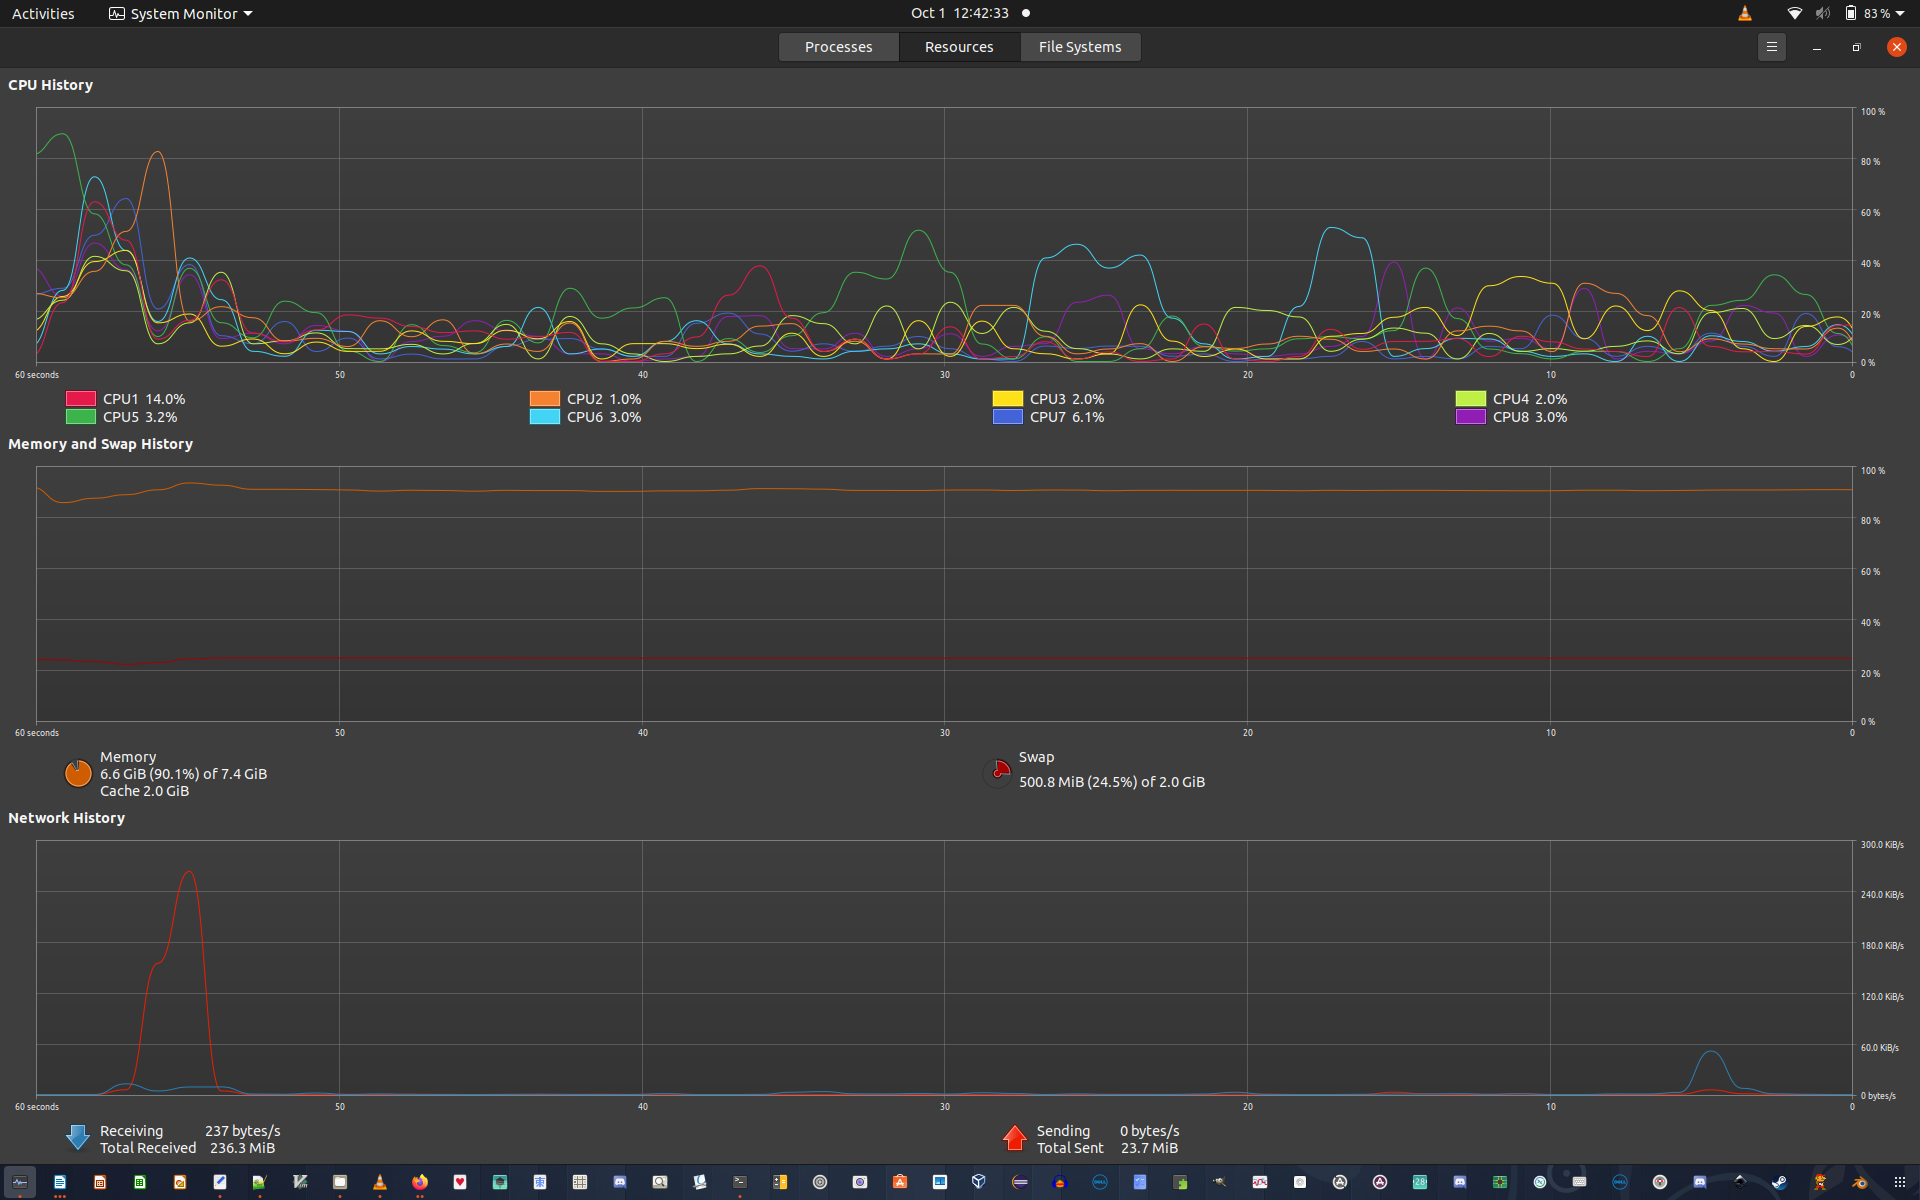 Activities System Monitor Oct 1 12:42:33 83 %
Processes Resources File Systems
CPU History
100 %
80 %
60 %
40 %
20 %
0 %
60 seconds 50 40 30 20 10 0
CPU1 14.0% CPU2 1.0% CPU3 2.0% CPU4 2.0%
CPU5 3.2% CPU6 3.0% CPU7 6.1% CPU8 3.0%
Memory and Swap History
100 %
80 %
60 %
40 %
20 %
0 %
60 seconds 50 40 30 20 10 0
Memory
6.6 GiB (90.1%) of 7.4 GiB
Cache 2.0 GiB
Swap
500.8 MiB (24.5%) of 2.0 GiB
Network History
300.0 KiB/s
240.0 KiB/s
180.0 KiB/s
120.0 KiB/s
60.0 KiB/s
0 bytes/s
60 seconds 50 40 30 20 10 0
Receiving 237 bytes/s
Total Received 236.3 MiB
Sending 0 bytes/s
Total Sent 23.7 MiB